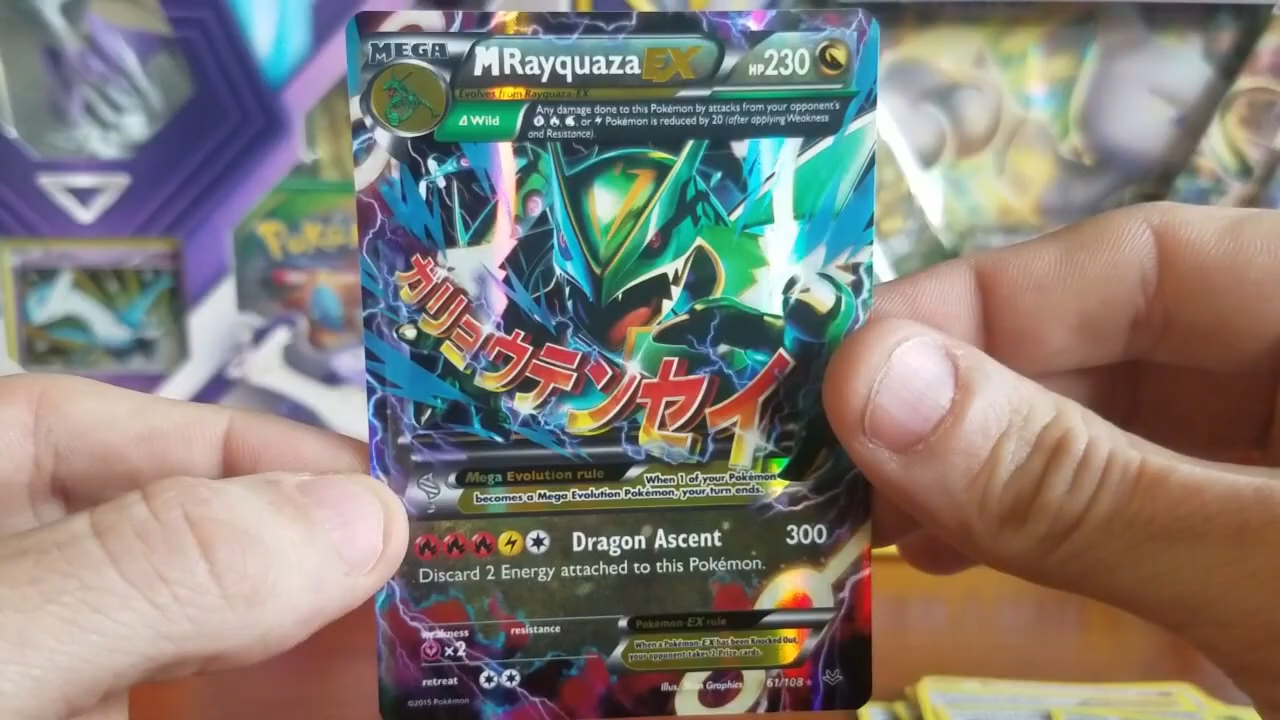 MEGA
MRayquaza EX
HP230
Evolves from Rayquaza-EX
Δ Wild
Any damage done to this Pokémon by attacks from your opponent's
or Pokémon is reduced by 20 (after applying Weakness
and Resistance).
ガリョウテンセイ
Mega Evolution rule
When 1 of your Pokémon
becomes a Mega Evolution Pokémon, your turn ends.
Dragon Ascent 300
Discard 2 Energy attached to this Pokémon.
weakness
resistance
×2
Pokémon-EX rule
When a Pokémon-EX has been Knocked Out,
your opponent takes 2 Prize cards.
retreat
Illus. Graphics
61/108
©2015 Pokémon